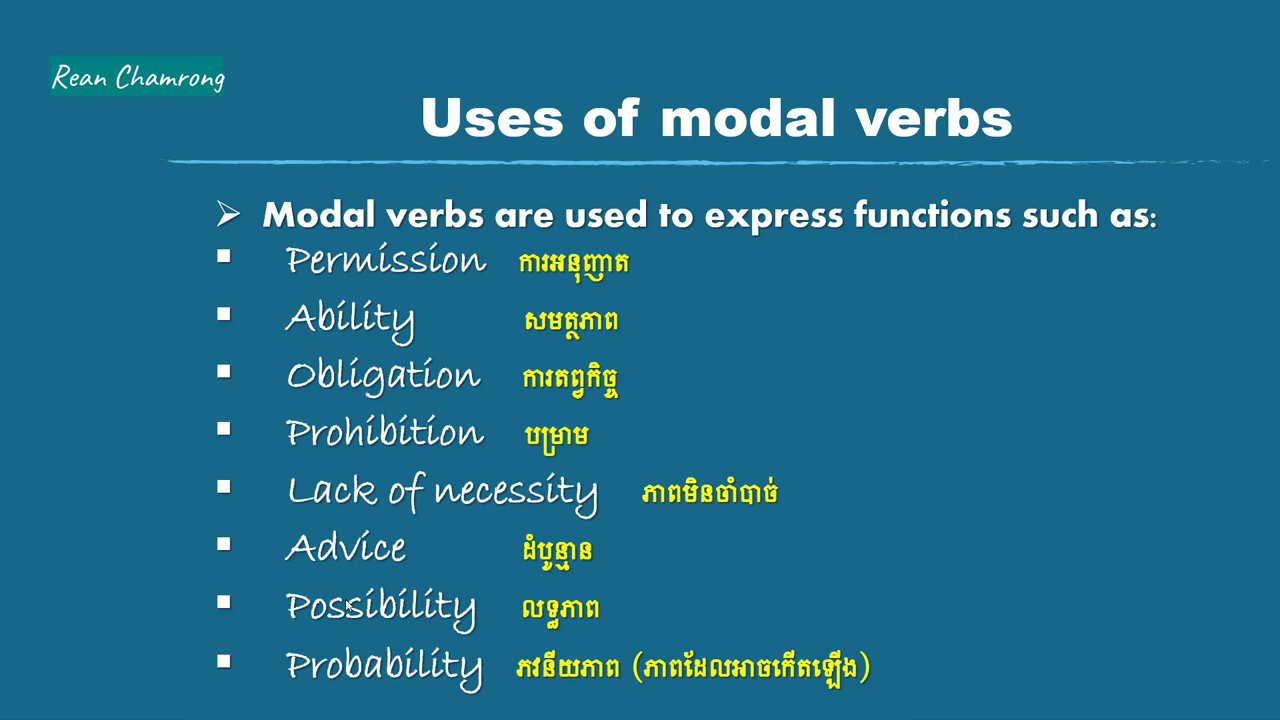 Rean Chamrong
Uses of modal verbs
➢ Modal verbs are used to express functions such as:
▪ Permission ការអនុញ្ញាត
▪ Ability សមត្ថភាព
▪ Obligation ការតព្វកិច្ច
▪ Prohibition បម្រាម
▪ Lack of necessity ភាពមិនចាំបាច់
▪ Advice ដំបូន្មាន
▪ Possibility លទ្ធភាព
▪ Probability ភវនីយភាព (ភាពដែលអាចកើតឡើង)